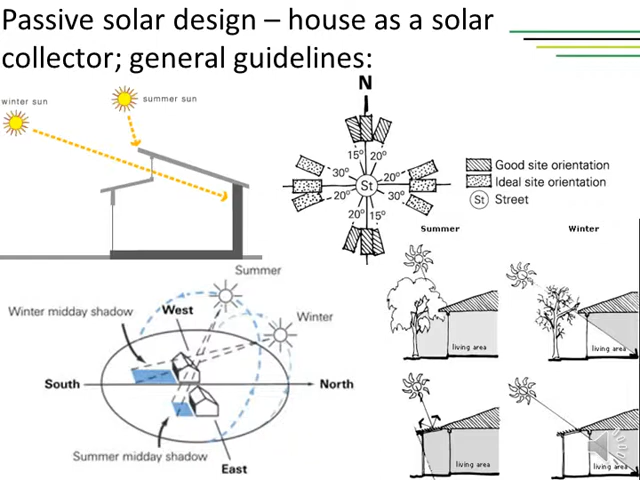 Passive solar design – house as a solar
collector; general guidelines:
winter sun
summer sun
N
15° 20°
30° 20°
St
20° 30°
20° 15°
Good site orientation
Ideal site orientation
St Street
Summer
Winter
Summer
Winter midday shadow
West
Winter
South
North
Summer midday shadow
East
living area
living area
living area
living area